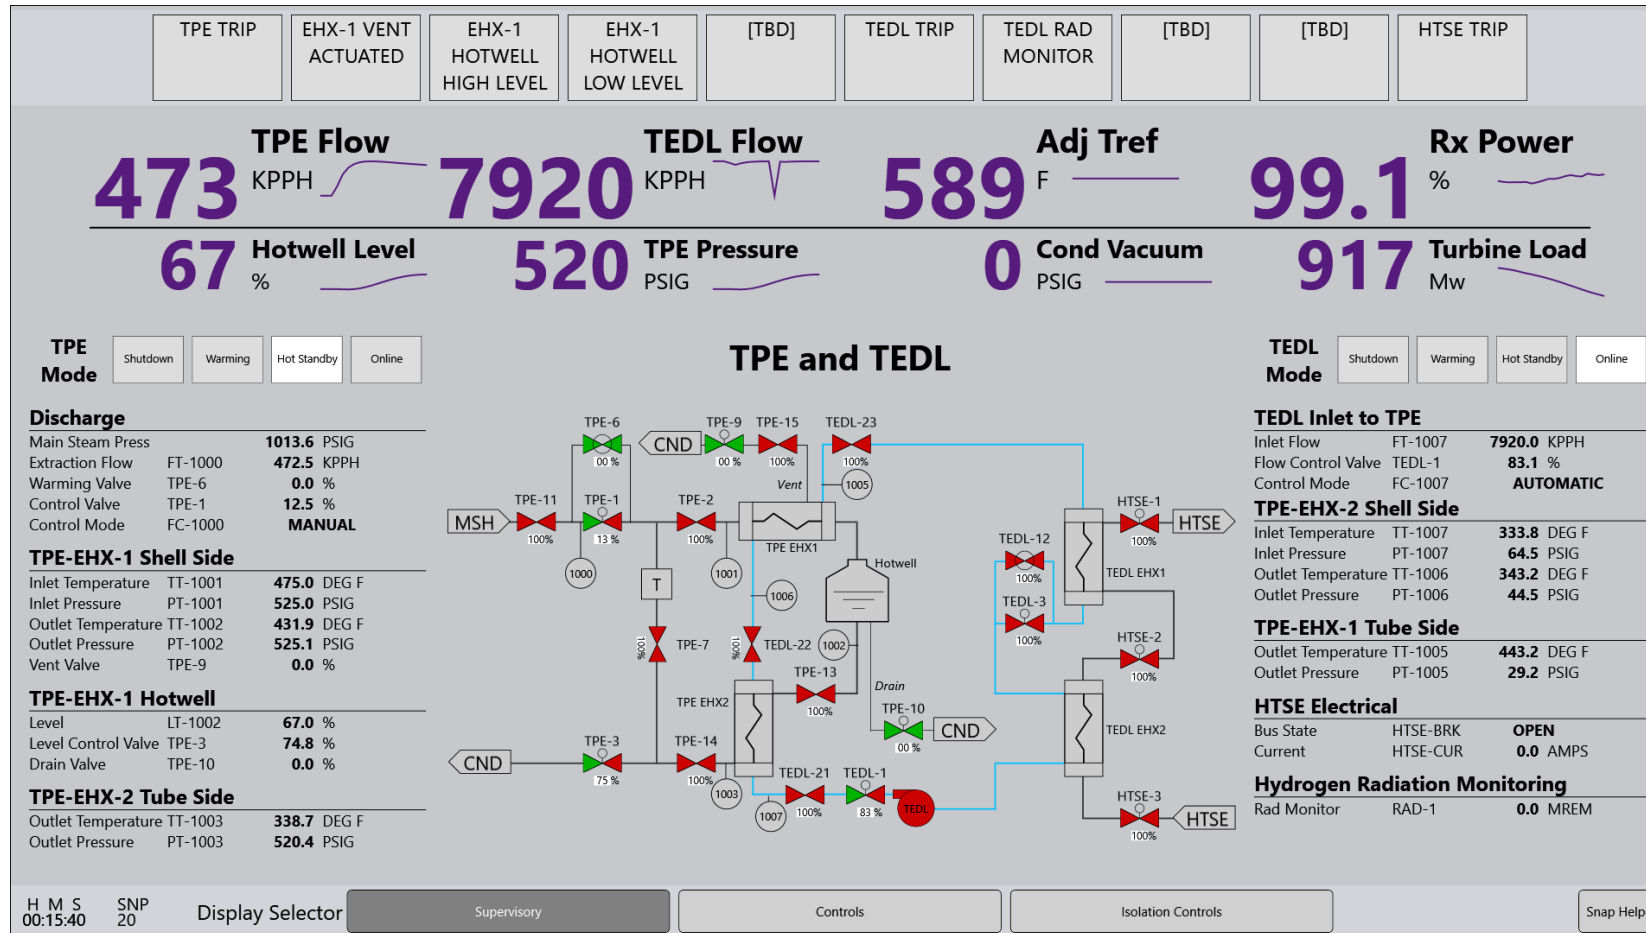 TPE TRIP
EHX-1 VENT
ACTUATED
EHX-1
HOTWELL
HIGH LEVEL
EHX-1
HOTWELL
LOW LEVEL
[TBD]
TEDL TRIP
TEDL RAD
MONITOR
[TBD]
[TBD]
HTSE TRIP
473 TPE Flow
KPPH
7920 TEDL Flow
KPPH
589 Adj Tref
F
99.1 Rx Power
%
67 Hotwell Level
%
520 TPE Pressure
PSIG
0 Cond Vacuum
PSIG
917 Turbine Load
Mw
TPE
Mode
Shutdown
Warming
Hot Standby
Online
TPE and TEDL
TEDL
Mode
Shutdown
Warming
Hot Standby
Online
Discharge
Main Steam Press 1013.6 PSIG
Extraction Flow FT-1000 472.5 KPPH
Warming Valve TPE-6 0.0 %
Control Valve TPE-1 12.5 %
Control Mode FC-1000 MANUAL
TPE-EHX-1 Shell Side
Inlet Temperature TT-1001 475.0 DEG F
Inlet Pressure PT-1001 525.0 PSIG
Outlet Temperature TT-1002 431.9 DEG F
Outlet Pressure PT-1002 525.1 PSIG
Vent Valve TPE-9 0.0 %
TPE-EHX-1 Hotwell
Level LT-1002 67.0 %
Level Control Valve TPE-3 74.8 %
Drain Valve TPE-10 0.0 %
TPE-EHX-2 Tube Side
Outlet Temperature TT-1003 338.7 DEG F
Outlet Pressure PT-1003 520.4 PSIG
TPE-6
00 %
CND
TPE-9
00 %
TPE-15
100%
TEDL-23
100%
Vent
1005
MSH
TPE-11
100%
TPE-1
13 %
TPE-2
100%
TPE EHX1
1000
1001
T
1006
Hotwell
TPE-7
100%
100%
TEDL-22
1002
TPE-13
100%
Drain
TPE EHX2
TPE-10
00 %
CND
CND
TPE-3
75 %
TPE-14
100%
1003
TEDL-21
100%
TEDL-1
83 %
1007
TEDL
HTSE-1
100%
HTSE
TEDL-12
100%
TEDL EHX1
TEDL-3
100%
HTSE-2
100%
TEDL EHX2
HTSE-3
100%
HTSE
TEDL Inlet to TPE
Inlet Flow FT-1007 7920.0 KPPH
Flow Control Valve TEDL-1 83.1 %
Control Mode FC-1007 AUTOMATIC
TPE-EHX-2 Shell Side
Inlet Temperature TT-1007 333.8 DEG F
Inlet Pressure PT-1007 64.5 PSIG
Outlet Temperature TT-1006 343.2 DEG F
Outlet Pressure PT-1006 44.5 PSIG
TPE-EHX-1 Tube Side
Outlet Temperature TT-1005 443.2 DEG F
Outlet Pressure PT-1005 29.2 PSIG
HTSE Electrical
Bus State HTSE-BRK OPEN
Current HTSE-CUR 0.0 AMPS
Hydrogen Radiation Monitoring
Rad Monitor RAD-1 0.0 MREM
H M S
00:15:40
SNP
20
Display Selector
Supervisory
Controls
Isolation Controls
Snap Help